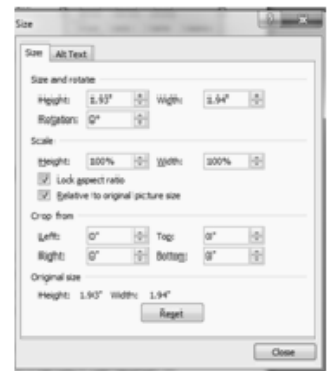 Size
Size Alt Text
Size and rotate
Height: 1.93" Width: 1.94"
Rotation: 0°
Scale
Height: 100% Width: 100%
Lock aspect ratio
Relative to original picture size
Crop from
Left: 0" Top: 0"
Right: 0" Bottom: 0"
Original size
Height: 1.93" Width: 1.94"
Reset
Close